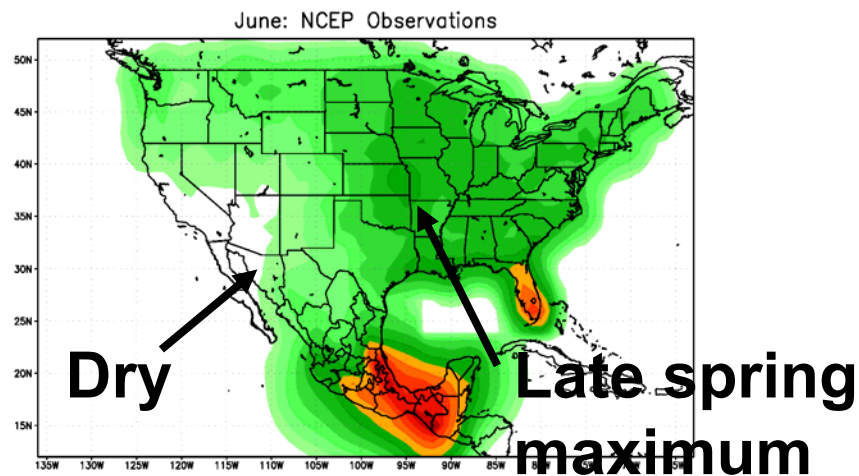 June: NCEP Observations
50N
45N
40N
35N
30N
25N
20N
15N
Dry
Late spring
maximum
135W 130W 125W 120W 115W 110W 105W 100W 95W 90W 85W